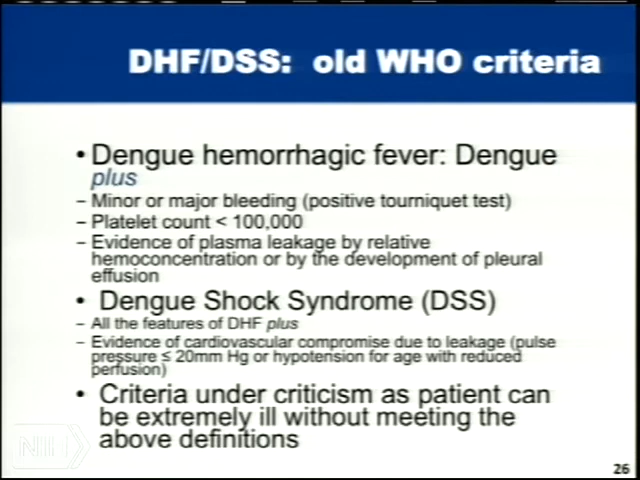 DHF/DSS: old WHO criteria
• Dengue hemorrhagic fever: Dengue
plus
– Minor or major bleeding (positive tourniquet test)
– Platelet count < 100,000
– Evidence of plasma leakage by relative
hemoconcentration or by the development of pleural
effusion
• Dengue Shock Syndrome (DSS)
– All the features of DHF plus
– Evidence of cardiovascular compromise due to leakage (pulse
pressure ≤ 20mm Hg or hypotension for age with reduced
perfusion)
• Criteria under criticism as patient can
be extremely ill without meeting the
above definitions
NIH
26